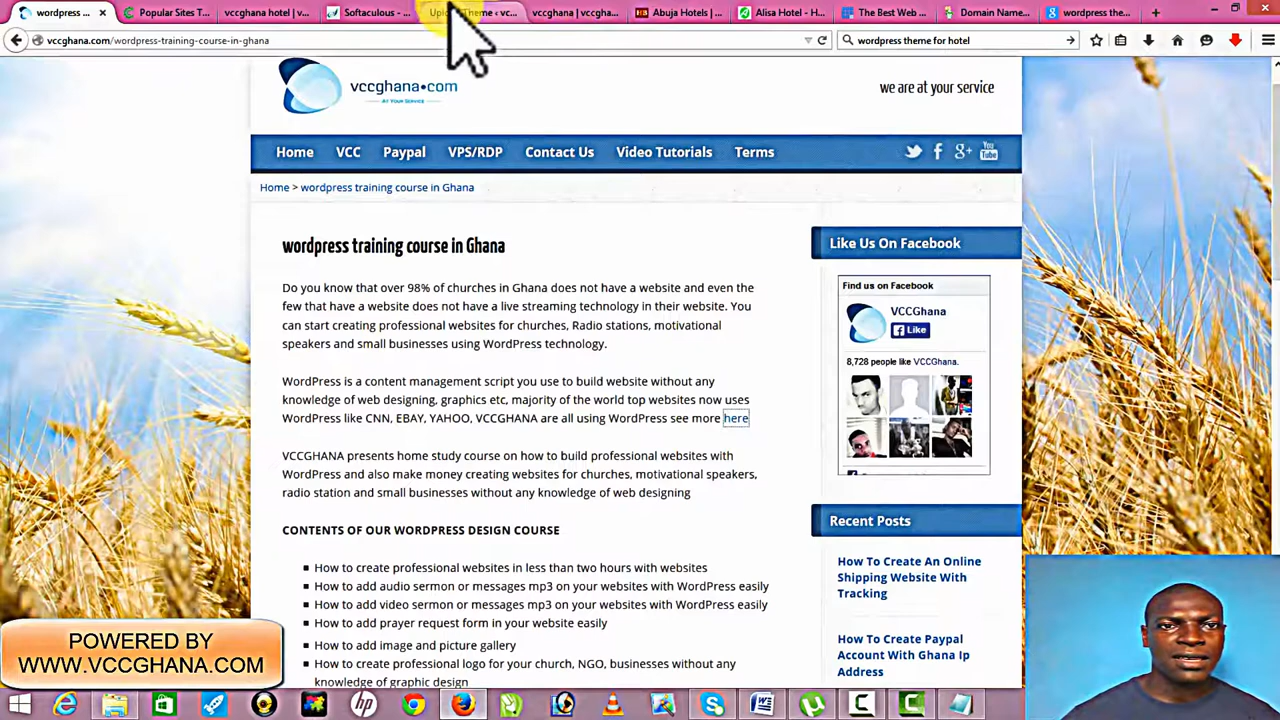 wordpress ...
Popular Sites T...
vccghana hotel | v...
Softaculous - ...
Theme ‹ vc...
vccghana | vccgha...
Abuja Hotels | ...
Alisa Hotel - H...
The Best Web ...
Domain Name...
wordpress the...
vccghana.com/wordpress-training-course-in-ghana
wordpress theme for hotel
vccghana•com
AT YOUR SERVICE
we are at your service
Home
VCC
Paypal
VPS/RDP
Contact Us
Video Tutorials
Terms
Home > wordpress training course in Ghana
wordpress training course in Ghana
Do you know that over 98% of churches in Ghana does not have a website and even the
few that have a website does not have a live streaming technology in their website. You
can start creating professional websites for churches, Radio stations, motivational
speakers and small businesses using WordPress technology.
WordPress is a content management script you use to build website without any
knowledge of web designing, graphics etc, majority of the world top websites now uses
WordPress like CNN, EBAY, YAHOO, VCCGHANA are all using WordPress see more here
VCCGHANA presents home study course on how to build professional websites with
WordPress and also make money creating websites for churches, motivational speakers,
radio station and small businesses without any knowledge of web designing
CONTENTS OF OUR WORDPRESS DESIGN COURSE
How to create professional websites in less than two hours with websites
How to add audio sermon or messages mp3 on your websites with WordPress easily
How to add video sermon or messages mp3 on your websites with WordPress easily
How to add prayer request form in your website easily
How to add image and picture gallery
How to create professional logo for your church, NGO, businesses without any
knowledge of graphic design
Like Us On Facebook
Find us on Facebook
VCCGhana
Like
8,728 people like VCCGhana.
Recent Posts
How To Create An Online
Shipping Website With
Tracking
How To Create Paypal
Account With Ghana Ip
Address
POWERED BY
WWW.VCCGHANA.COM